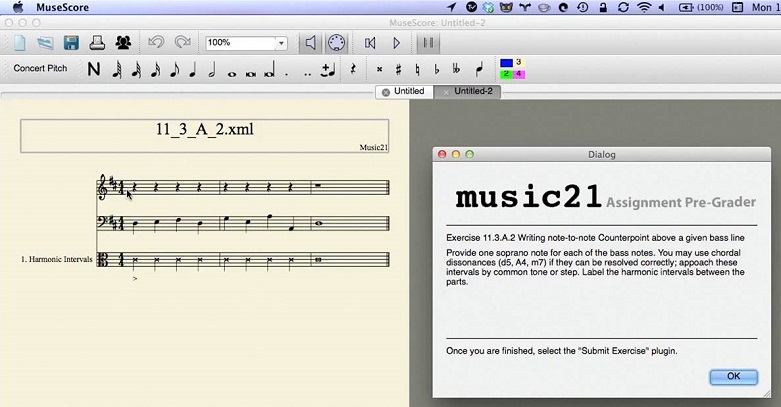 MuseScore
(100%)
Mon 1
MuseScore: Untitled-2
100%
Concert Pitch
N
3
2 4
Untitled
Untitled-2
11_3_A_2.xml
Music21
1. Harmonic Intervals
Dialog
music21 Assignment Pre-Grader
Exercise 11.3.A.2 Writing note-to-note Counterpoint above a given bass line
Provide one soprano note for each of the bass notes. You may use chordal
dissonances (d5, A4, m7) if they can be resolved correctly; appoach these
intervals by common tone or step. Label the harmonic intervals between the
parts.
Once you are finished, select the "Submit Exercise" plugin.
OK